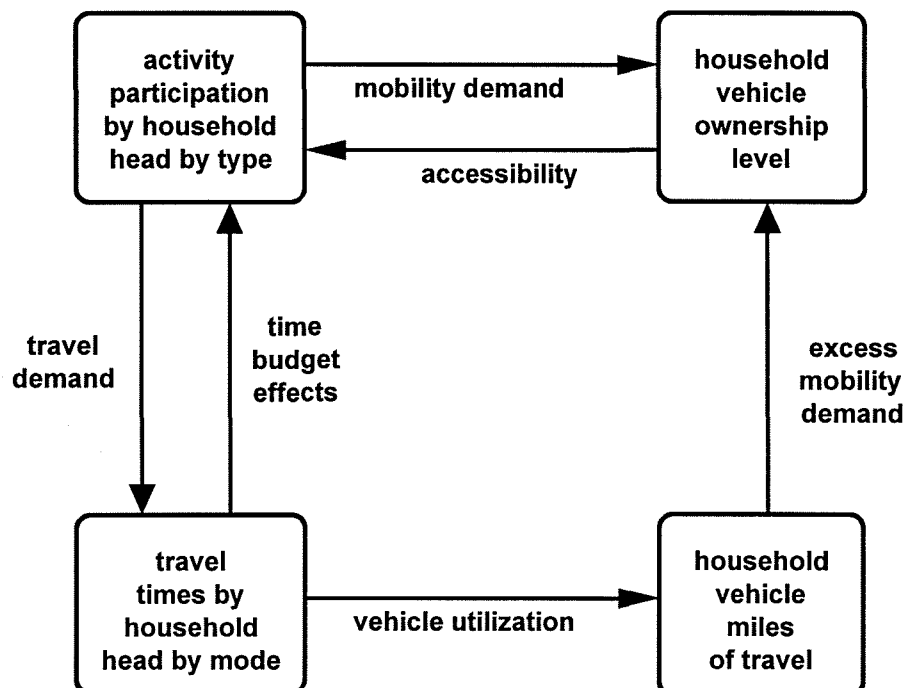 activity
participation
by household
head by type
mobility demand
household
vehicle
ownership
level
accessibility
travel
demand
time
budget
effects
excess
mobility
demand
travel
times by
household
head by mode
vehicle utilization
household
vehicle
miles
of travel